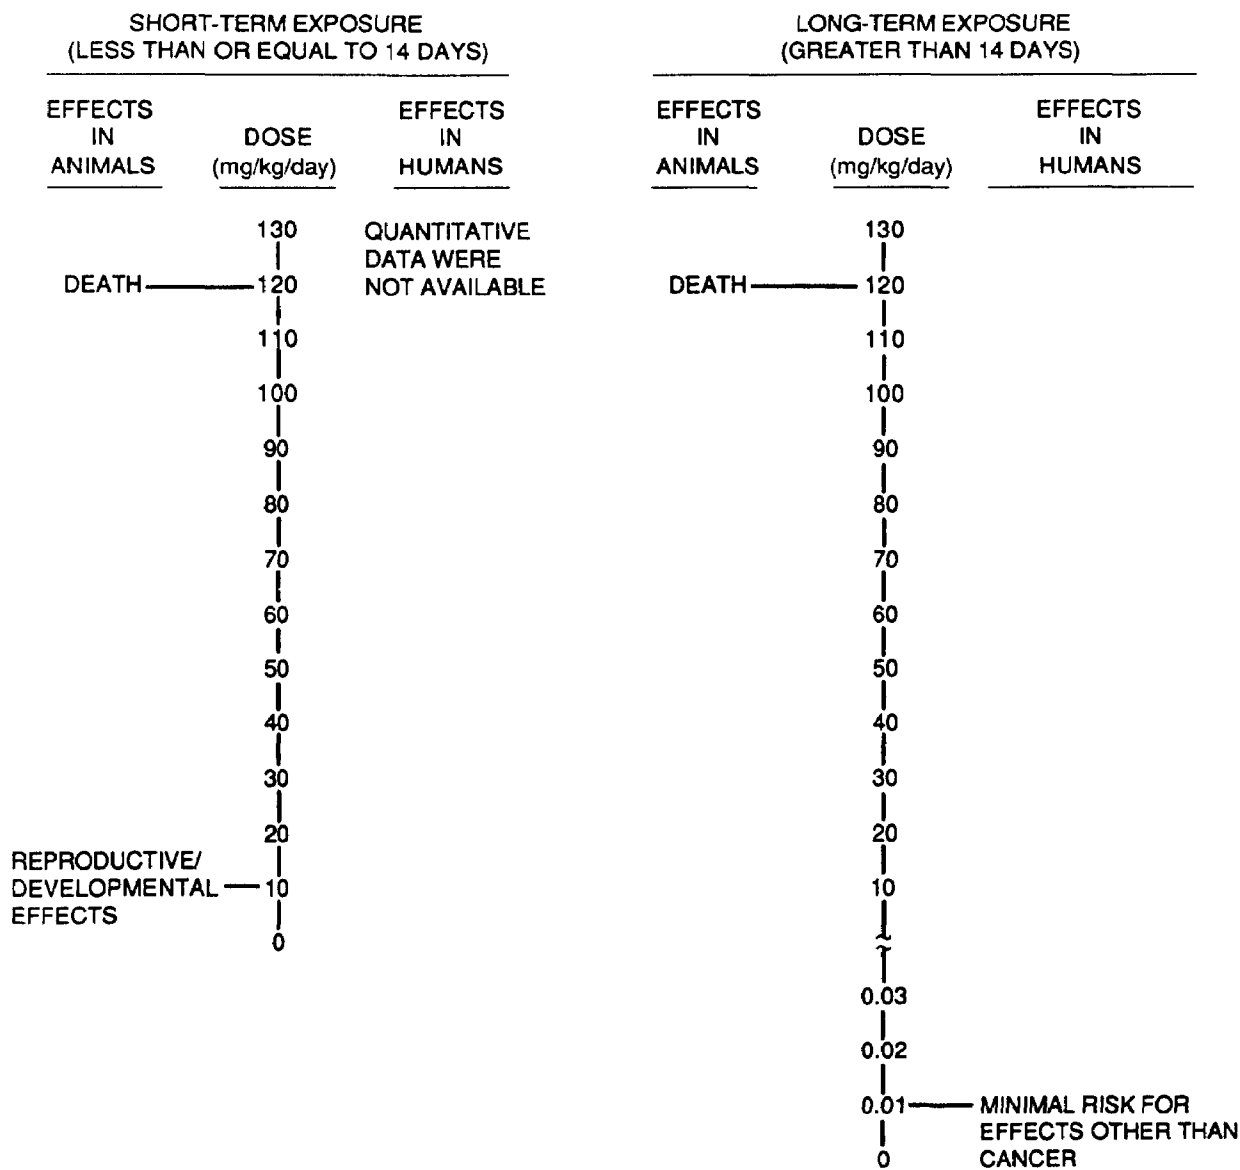 SHORT-TERM EXPOSURE
(LESS THAN OR EQUAL TO 14 DAYS)
EFFECTS
IN
ANIMALS
DOSE
(mg/kg/day)
EFFECTS
IN
HUMANS
130
QUANTITATIVE
DATA WERE
NOT AVAILABLE
DEATH
120
110
100
90
80
70
60
50
40
30
20
REPRODUCTIVE/
DEVELOPMENTAL
EFFECTS
10
0
LONG-TERM EXPOSURE
(GREATER THAN 14 DAYS)
EFFECTS
IN
ANIMALS
DOSE
(mg/kg/day)
EFFECTS
IN
HUMANS
130
DEATH
120
110
100
90
80
70
60
50
40
30
20
10
0.03
0.02
0.01
MINIMAL RISK FOR
EFFECTS OTHER THAN
CANCER
0